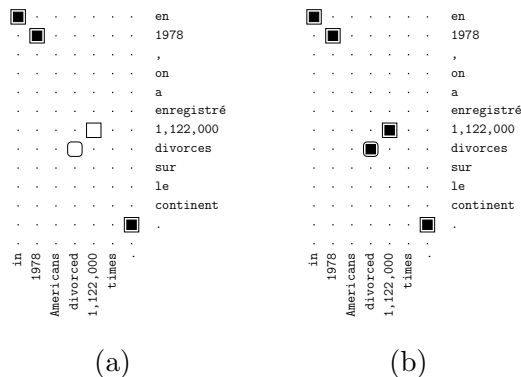 en
1978
,
on
a
enregistré
1,122,000
divorces
sur
le
continent
.
in
1978
Americans
divorced
1,122,000
times
.
(a)
en
1978
,
on
a
enregistré
1,122,000
divorces
sur
le
continent
.
in
1978
Americans
divorced
1,122,000
times
.
(b)